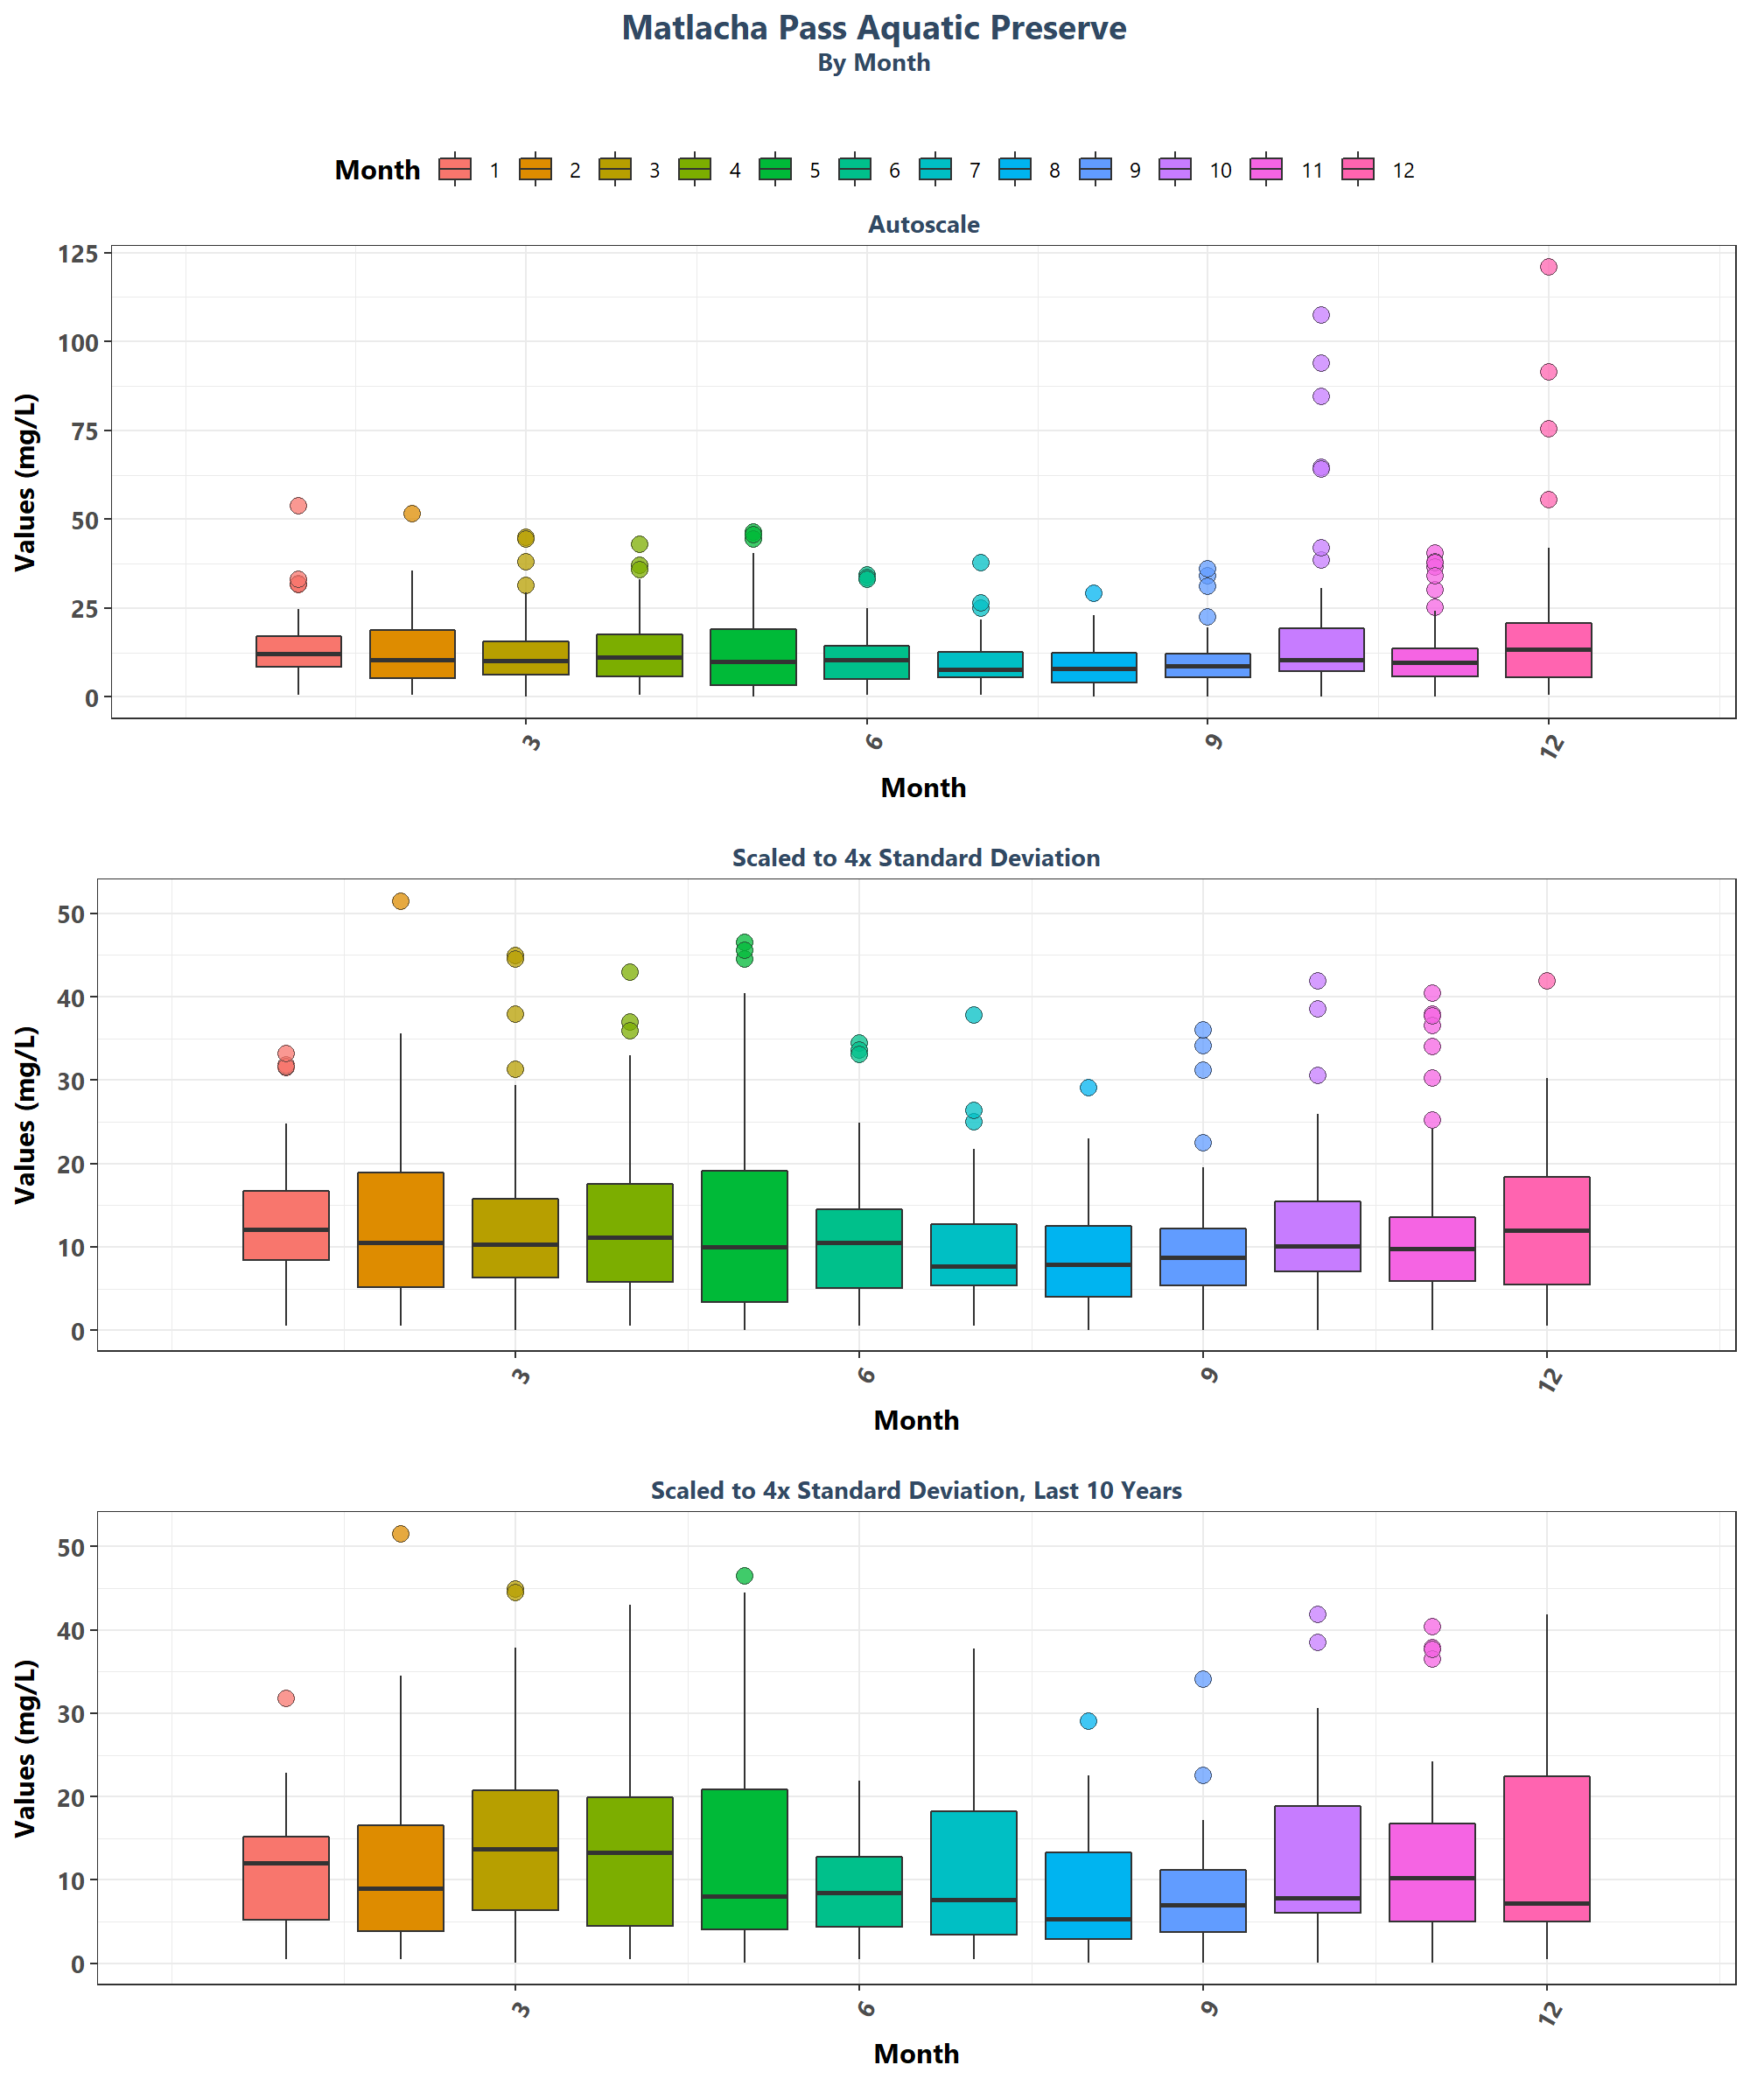 Matlacha Pass Aquatic Preserve
By Month
Month 1 2 3 4 5 6 7 8 9 10 11 12
Autoscale
Values (mg/L)
125
100
75
50
25
0
3 6 9 12
Month
Scaled to 4x Standard Deviation
Values (mg/L)
50
40
30
20
10
0
3 6 9 12
Month
Scaled to 4x Standard Deviation, Last 10 Years
Values (mg/L)
50
40
30
20
10
0
3 6 9 12
Month